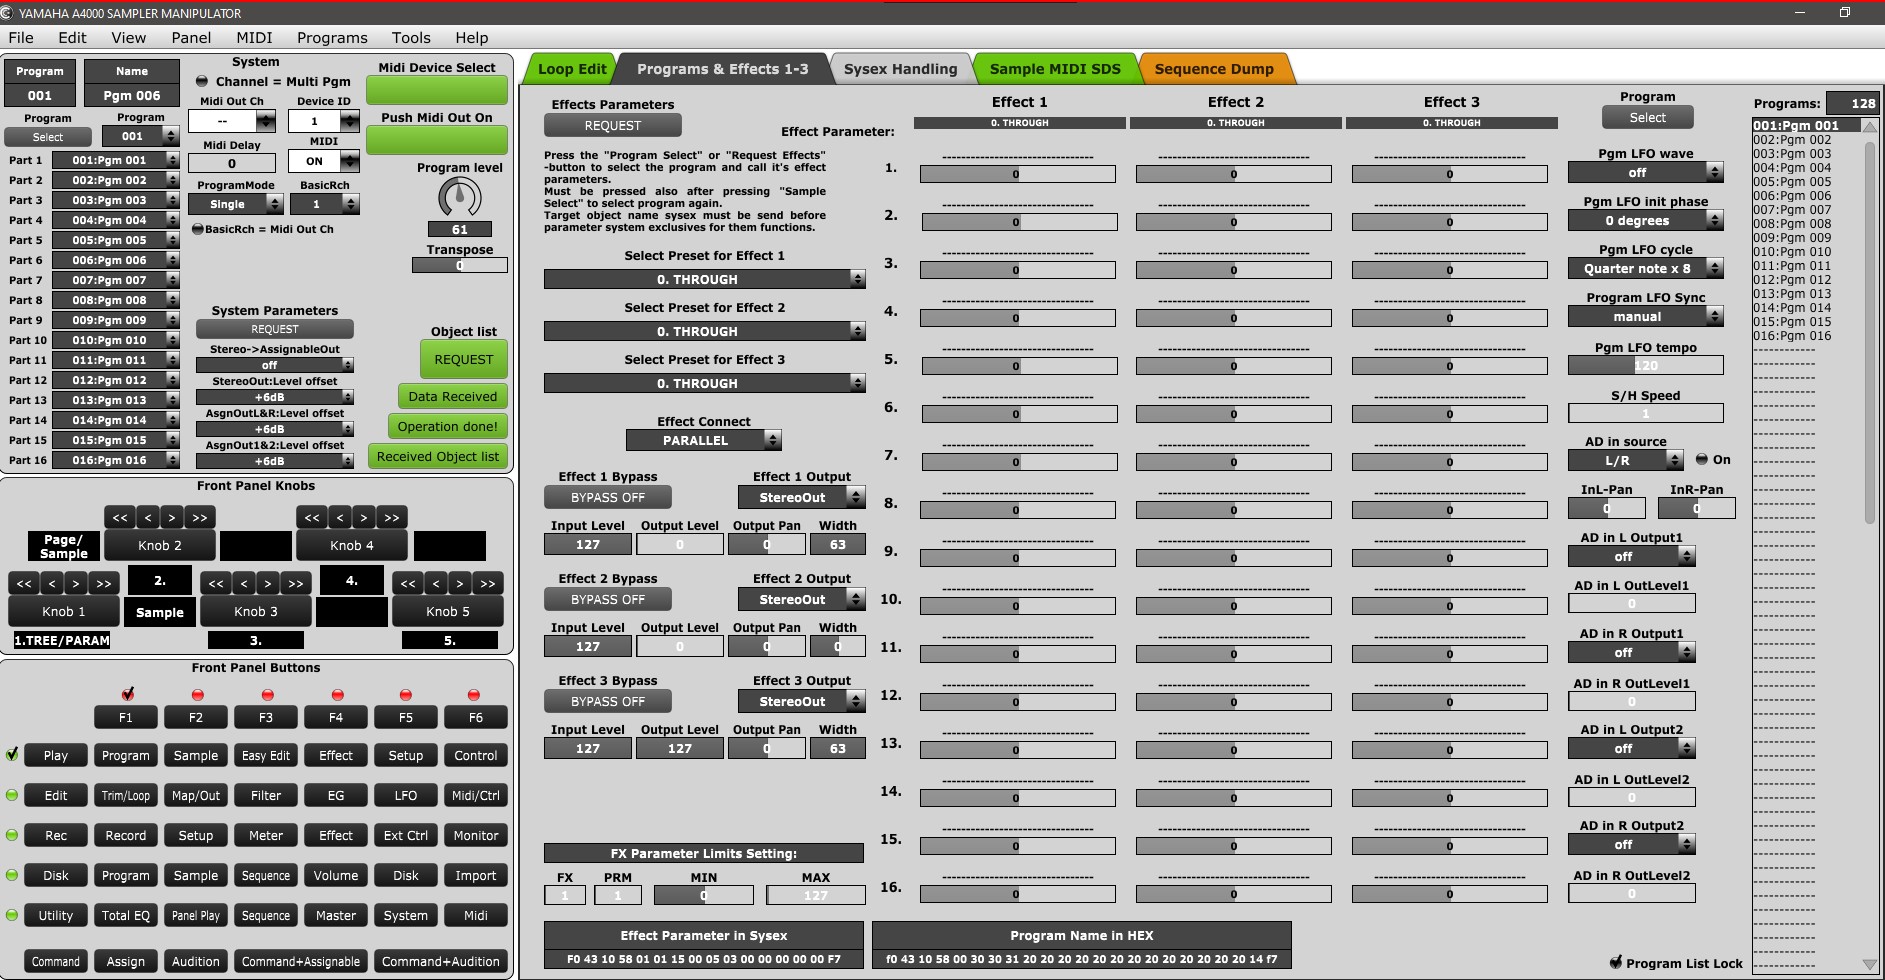 YAMAHA A4000 SAMPLER MANIPULATOR
File Edit View Panel MIDI Programs Tools Help
Program
001
Name
Pgm 006
Program
Select
Program
001
System
Channel = Multi Pgm
Midi Out Ch
--
Device ID
1
Midi Delay
0
MIDI
ON
ProgramMode
Single
BasicRch
1
BasicRch = Midi Out Ch
Midi Device Select
Push Midi Out On
Program level
61
Transpose
0
Part 1 001:Pgm 001
Part 2 002:Pgm 002
Part 3 003:Pgm 003
Part 4 004:Pgm 004
Part 5 005:Pgm 005
Part 6 006:Pgm 006
Part 7 007:Pgm 007
Part 8 008:Pgm 008
Part 9 009:Pgm 009
Part 10 010:Pgm 010
Part 11 011:Pgm 011
Part 12 012:Pgm 012
Part 13 013:Pgm 013
Part 14 014:Pgm 014
Part 15 015:Pgm 015
Part 16 016:Pgm 016
System Parameters
REQUEST
Stereo->AssignableOut
off
StereoOut:Level offset
+6dB
AsgnOutL&R:Level offset
+6dB
AsgnOut1&2:Level offset
+6dB
Object list
REQUEST
Data Received
Operation done!
Received Object list
Front Panel Knobs
<< < > >> << < > >>
Page/
Sample
Knob 2 Knob 4
<< < > >> 2. << < > >> 4. << < > >>
Knob 1 Sample Knob 3 Knob 5
1.TREE/PARAM 3. 5.
Front Panel Buttons
F1 F2 F3 F4 F5 F6
Play Program Sample Easy Edit Effect Setup Control
Edit Trim/Loop Map/Out Filter EG LFO Midi/Ctrl
Rec Record Setup Meter Effect Ext Ctrl Monitor
Disk Program Sample Sequence Volume Disk Import
Utility Total EQ Panel Play Sequence Master System Midi
Command Assign Audition Command+Assignable Command+Audition
Loop Edit Programs & Effects 1-3 Sysex Handling Sample MIDI SDS Sequence Dump
Effects Parameters
REQUEST
Press the "Program Select" or "Request Effects"
-button to select the program and call it's effect
parameters.
Must be pressed also after pressing "Sample
Select" to select program again.
Target object name sysex must be send before
parameter system exclusives for them functions.
Select Preset for Effect 1
0. THROUGH
Select Preset for Effect 2
0. THROUGH
Select Preset for Effect 3
0. THROUGH
Effect Connect
PARALLEL
Effect 1 Bypass Effect 1 Output
BYPASS OFF StereoOut
Input Level Output Level Output Pan Width
127 0 0 63
Effect 2 Bypass Effect 2 Output
BYPASS OFF StereoOut
Input Level Output Level Output Pan Width
127 0 0 0
Effect 3 Bypass Effect 3 Output
BYPASS OFF StereoOut
Input Level Output Level Output Pan Width
127 127 0 63
FX Parameter Limits Setting:
FX PRM MIN MAX
1 1 0 127
Effect Parameter in Sysex
F0 43 10 58 01 01 15 00 05 03 00 00 00 00 00 F7
Program Name in HEX
f0 43 10 58 00 30 30 31 20 20 20 20 20 20 20 20 20 20 20 20 20 14 f7
Effect 1 Effect 2 Effect 3
Effect Parameter: 0. THROUGH 0. THROUGH 0. THROUGH
1. 0 0 0
2. 0 0 0
3. 0 0 0
4. 0 0 0
5. 0 0 0
6. 0 0 0
7. 0 0 0
8. 0 0 0
9. 0 0 0
10. 0 0 0
11. 0 0 0
12. 0 0 0
13. 0 0 0
14. 0 0 0
15. 0 0 0
16. 0 0 0
Program
Select
Pgm LFO wave
off
Pgm LFO init phase
0 degrees
Pgm LFO cycle
Quarter note x 8
Program LFO Sync
manual
Pgm LFO tempo
120
S/H Speed
1
AD in source
L/R On
InL-Pan InR-Pan
0 0
AD in L Output1
off
AD in L OutLevel1
0
AD in R Output1
off
AD in R OutLevel1
0
AD in L Output2
off
AD in L OutLevel2
0
AD in R Output2
off
AD in R OutLevel2
0
Program List Lock
Programs: 128
001:Pgm 001
002:Pgm 002
003:Pgm 003
004:Pgm 004
005:Pgm 005
006:Pgm 006
007:Pgm 007
008:Pgm 008
009:Pgm 009
010:Pgm 010
011:Pgm 011
012:Pgm 012
013:Pgm 013
014:Pgm 014
015:Pgm 015
016:Pgm 016